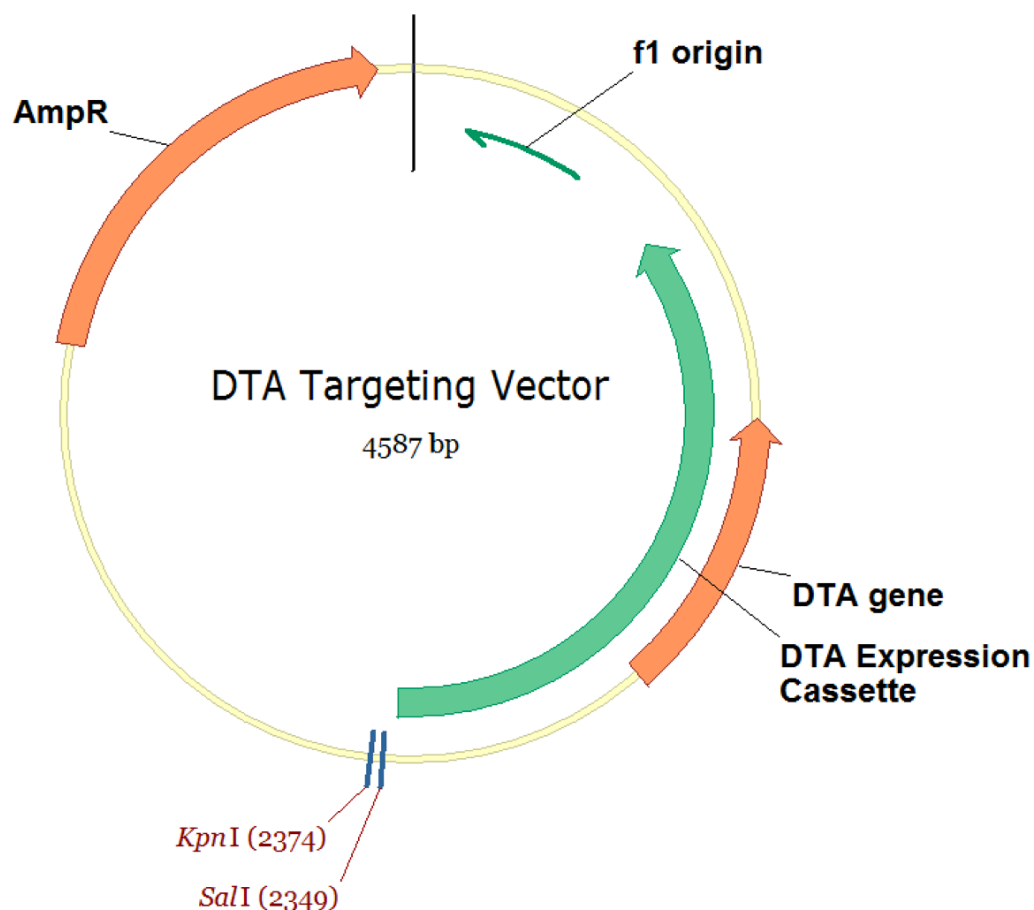 f1 origin
AmpR
DTA Targeting Vector
4587 bp
DTA gene
DTA Expression
Cassette
KpnI (2374)
SalI (2349)